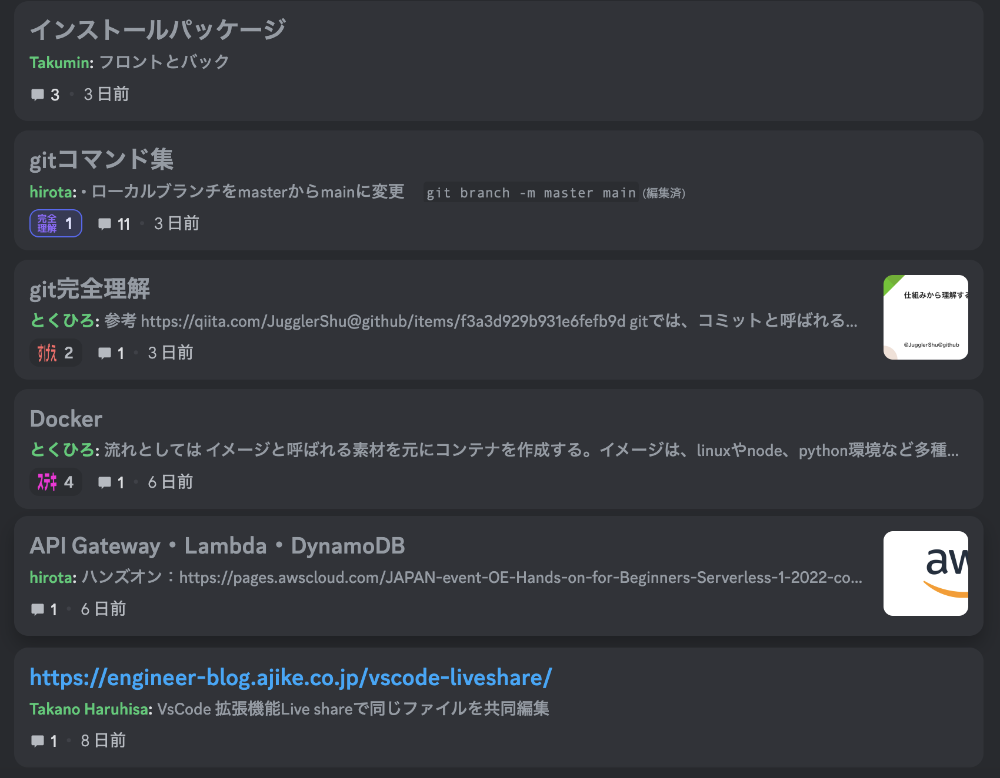 インストールパッケージ
Takumin: フロントとバック
3 • 3 日前
gitコマンド集
hirota: • ローカルブランチをmasterからmainに変更 git branch -m master main (編集済)
完全
理解 1 11 • 3 日前
git完全理解
とくひろ: 参考 https://qiita.com/JugglerShu@github/items/f3a3d929b931e6fefb9d gitでは、コミットと呼ばれる...
すげえ 2 1 • 3 日前
仕組みから理解する
@JugglerShu@github
Docker
とくひろ: 流れとしては イメージと呼ばれる素材を元にコンテナを作成する。イメージは、linuxやnode、python環境など多種...
ステキ 4 1 • 6 日前
API Gateway・Lambda・DynamoDB
hirota: ハンズオン：https://pages.awscloud.com/JAPAN-event-OE-Hands-on-for-Beginners-Serverless-1-2022-co...
1 • 6 日前
aw
https://engineer-blog.ajike.co.jp/vscode-liveshare/
Takano Haruhisa: VsCode 拡張機能Live shareで同じファイルを共同編集
1 • 8 日前